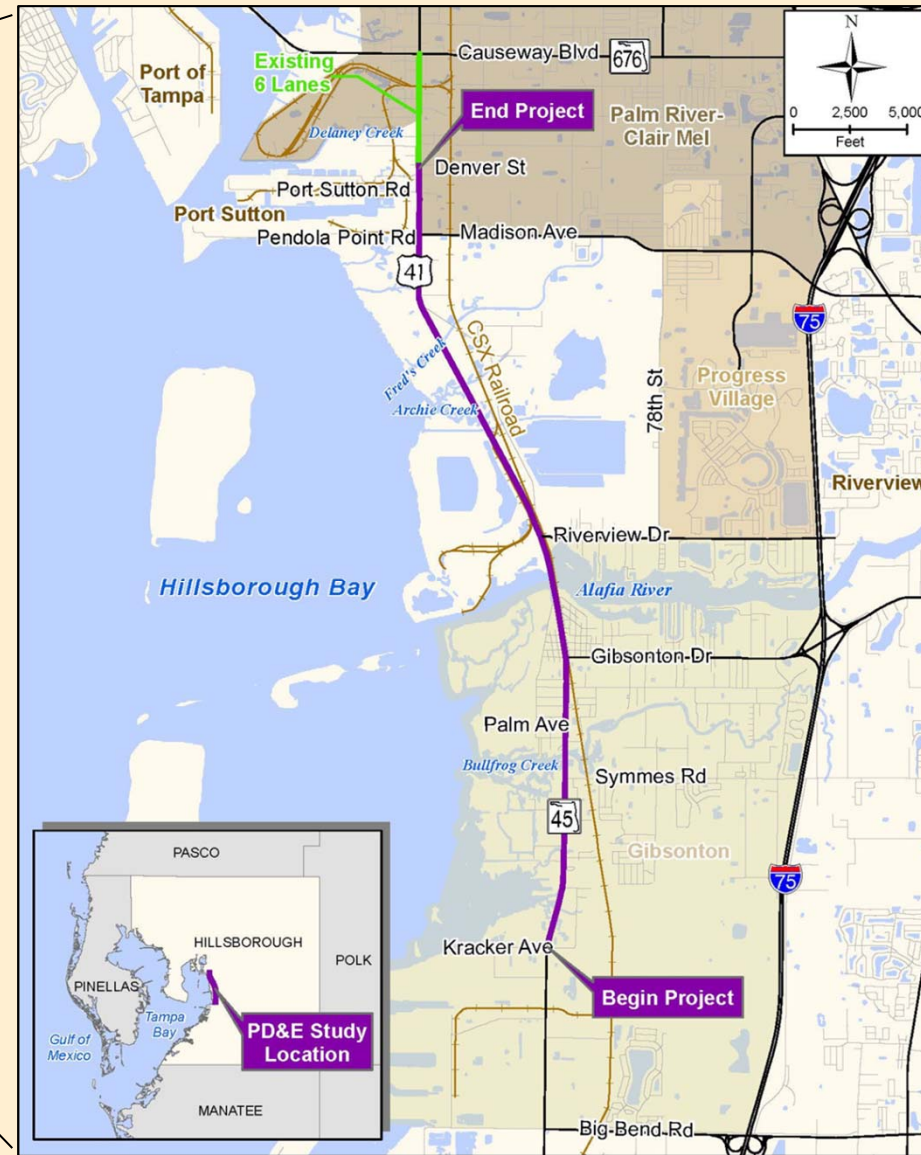 N
0 2,500 5,000
Feet
Causeway Blvd
676
Existing
6 Lanes
Port of
Tampa
End Project
Palm River-
Clair Mel
Delaney Creek
Denver St
Port Sutton Rd
Port Sutton
Pendola Point Rd
Madison Ave
41
75
CSX Railroad
Fred's Creek
Archie Creek
78th St
Progress
Village
Riverview
Riverview Dr
Hillsborough Bay
Alafia River
Gibsonton Dr
Palm Ave
Bullfrog Creek
Symmes Rd
45
Gibsonton
75
Kracker Ave
Begin Project
Big Bend Rd
PASCO
HILLSBOROUGH
POLK
PINELLAS
Tampa
Bay
Gulf of
Mexico
PD&E Study
Location
MANATEE